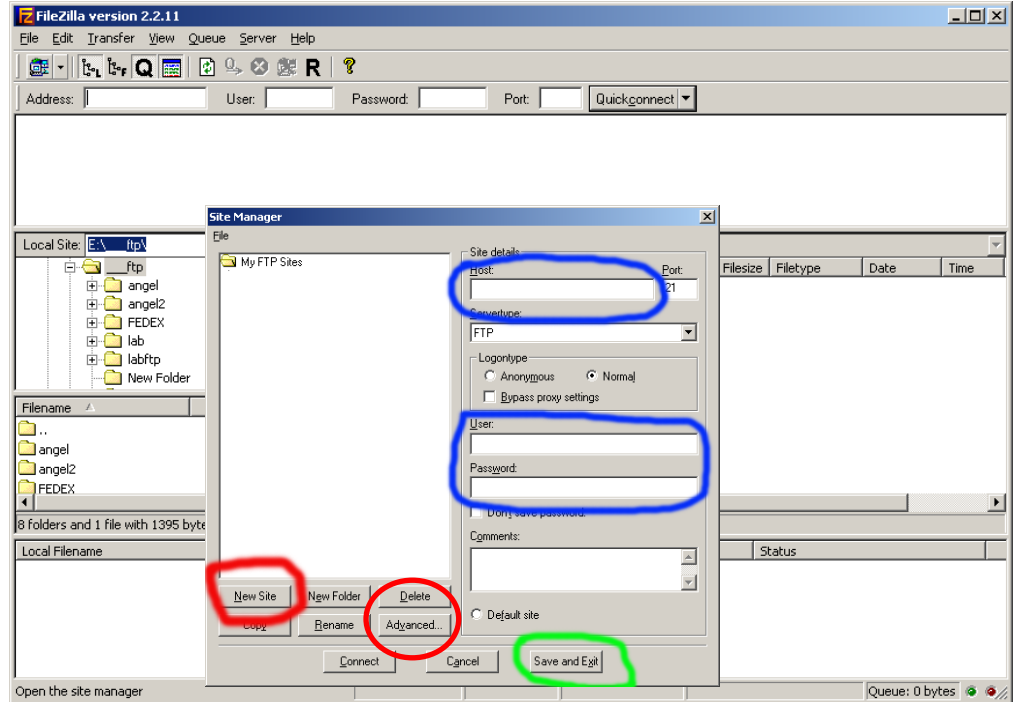 FileZilla version 2.2.11
File Edit Transfer View Queue Server Help
Address: User: Password: Port: Quickconnect
Local Site: E:\___ftp\
___ftp
angel
angel2
FEDEX
lab
labftp
New Folder
Filesize Filetype Date Time
Filename
..
angel
angel2
FEDEX
8 folders and 1 file with 1395 byte
Local Filename Status
Open the site manager Queue: 0 bytes
Site Manager
File
My FTP Sites
Site details
Host: Port:
21
Servertype:
FTP
Logontype
Anonymous Normal
Bypass proxy settings
User:
Password:
Don't save password.
Comments:
Default site
New Site New Folder Delete
Copy Rename Advanced...
Connect Cancel Save and Exit